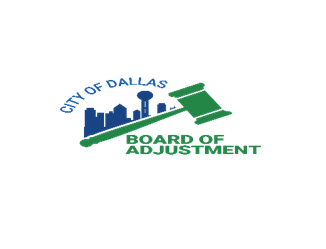 CITY OF DALLAS
BOARD OF
ADJUSTMENT